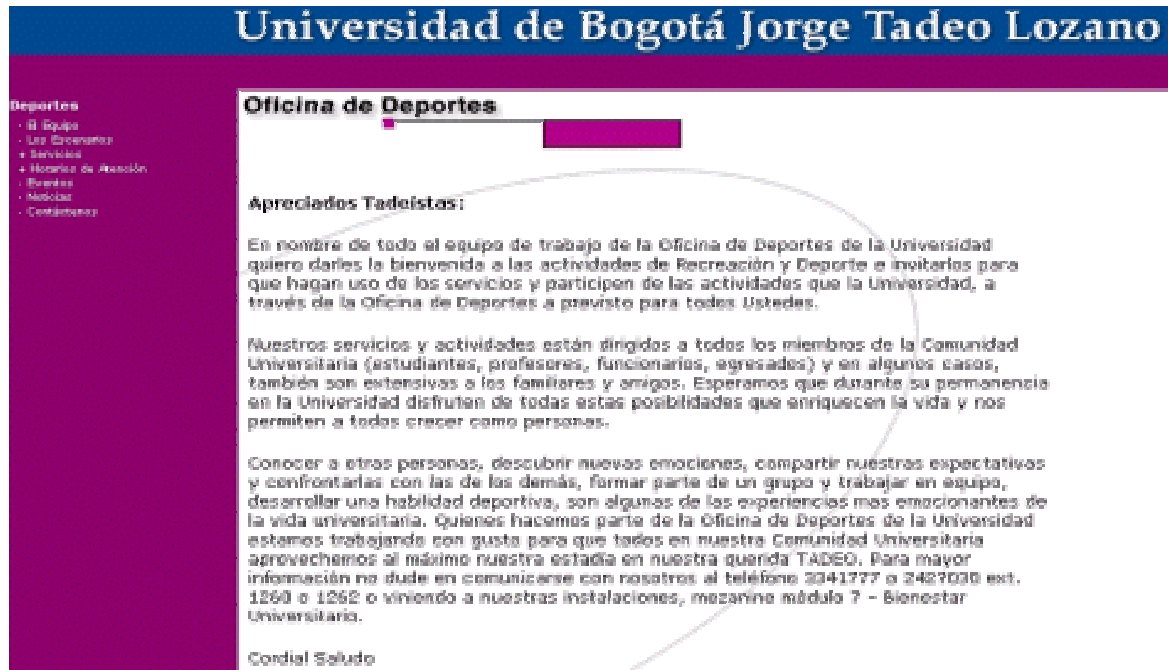 Universidad de Bogotá Jorge Tadeo Lozano
Deportes
- El Equipo
- Los Escenarios
+ Servicios
+ Horarios de Atención
- Eventos
- Noticias
- Contáctenos
Oficina de Deportes
Apreciados Tadeístas:
En nombre de todo el equipo de trabajo de la Oficina de Deportes de la Universidad
quiero darles la bienvenida a las actividades de Recreación y Deporte e invitarlos para
que hagan uso de los servicios y participen de las actividades que la Universidad, a
través de la Oficina de Deportes a previsto para todos Ustedes.
Nuestros servicios y actividades están dirigidos a todos los miembros de la Comunidad
Universitaria (estudiantes, profesores, funcionarios, egresados) y en algunos casos,
también son extensivas a los familiares y amigos. Esperamos que durante su permanencia
en la Universidad disfruten de todas estas posibilidades que enriquecen la vida y nos
permiten a todos crecer como personas.
Conocer a otras personas, descubrir nuevas emociones, compartir nuestras expectativas
y confrontarlas con las de los demás, formar parte de un grupo y trabajar en equipo,
desarrollar una habilidad deportiva, son algunas de las experiencias mas emocionantes de
la vida universitaria. Quienes hacemos parte de la Oficina de Deportes de la Universidad
estamos trabajando con gusto para que todos en nuestra Comunidad Universitaria
aprovechemos al máximo nuestra estadía en nuestra querida TADEO. Para mayor
información no dude en comunicarse con nosotros al teléfono 3341777 o 2427030 ext.
1260 o 1262 o viniendo a nuestras instalaciones, mezanine módulo 7 - Bienestar
Universitario.
Cordial Saludo